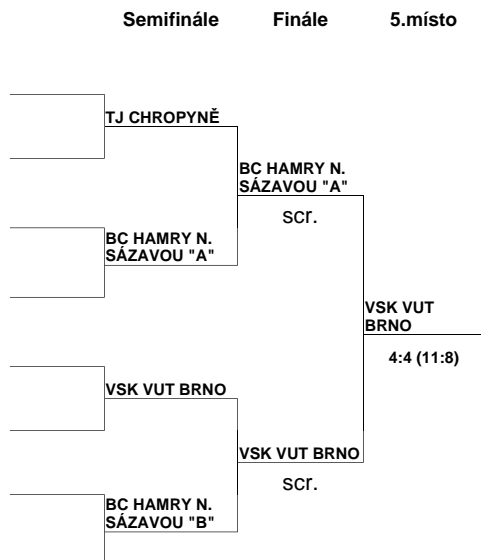 Semifinále Finále 5.místo
TJ CHROPYNĚ
BC HAMRY N.
SÁZAVOU "A"
scr.
BC HAMRY N.
SÁZAVOU "A"
VSK VUT
BRNO
4:4 (11:8)
VSK VUT BRNO
VSK VUT BRNO
scr.
BC HAMRY N.
SÁZAVOU "B"